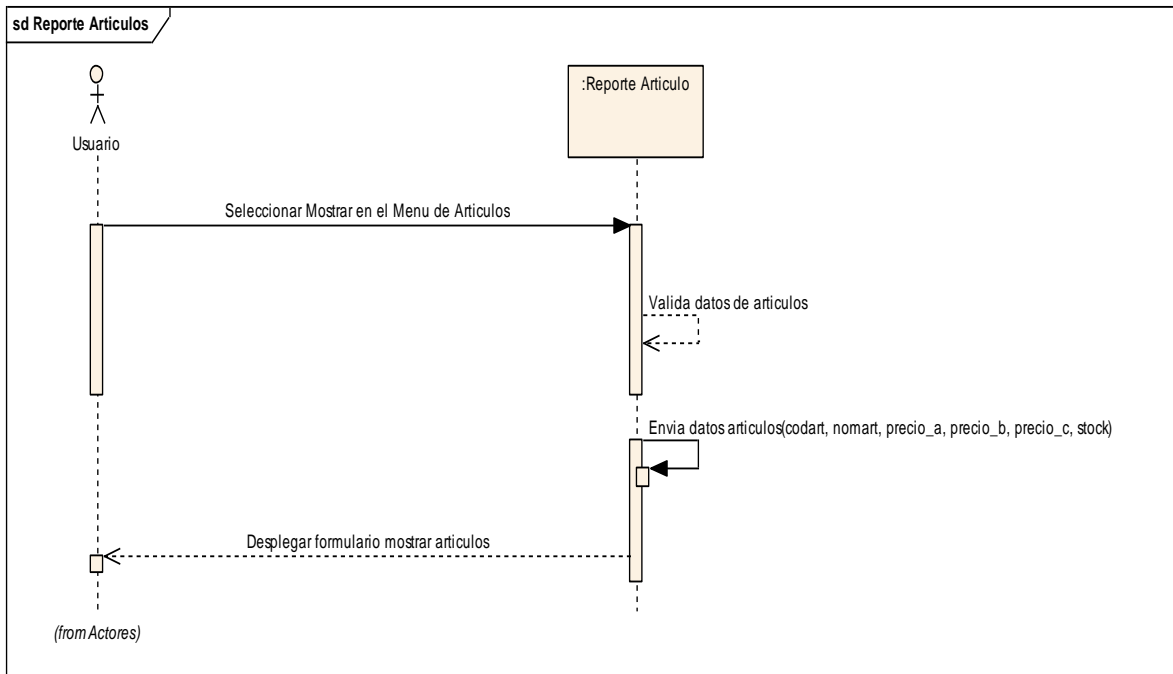 sd Reporte Articulos
:Reporte Articulo
Usuario
Seleccionar Mostrar en el Menu de Articulos
Valida datos de articulos
Envia datos articulos(codart, nomart, precio_a, precio_b, precio_c, stock)
Desplegar formulario mostrar articulos
(from Actores)